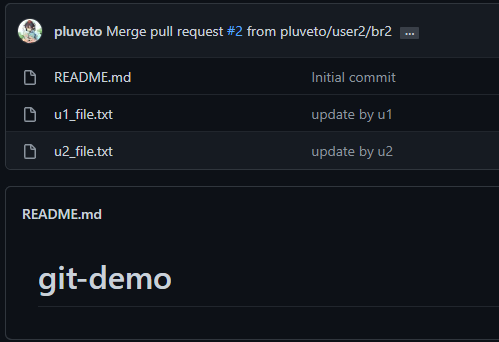 pluveto Merge pull request #2 from pluveto/user2/br2 ...
README.md Initial commit
u1_file.txt update by u1
u2_file.txt update by u2
README.md
git-demo